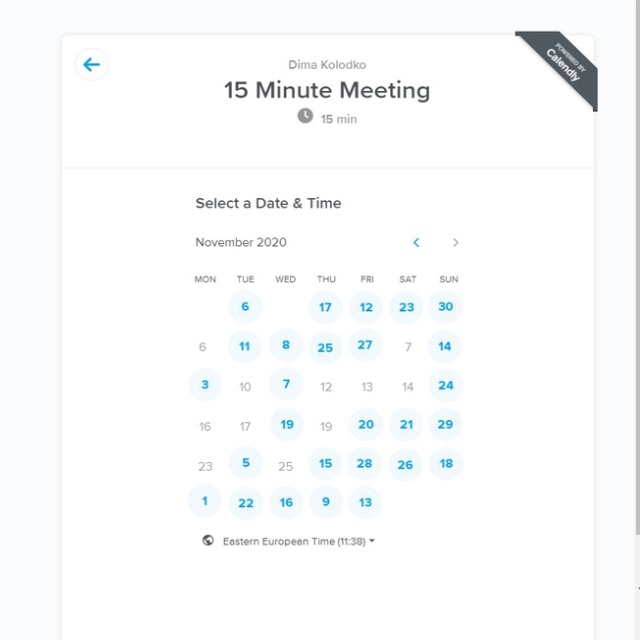 POWERED BY
Calendly
Dima Kolodko
15 Minute Meeting
15 min
Select a Date & Time
November 2020
MON TUE WED THU FRI SAT SUN
6 17 12 23 30
6 11 8 25 27 7 14
3 10 7 12 13 14 24
16 17 19 19 20 21 29
23 5 25 15 28 26 18
1 22 16 9 13
Eastern European Time (11:38)